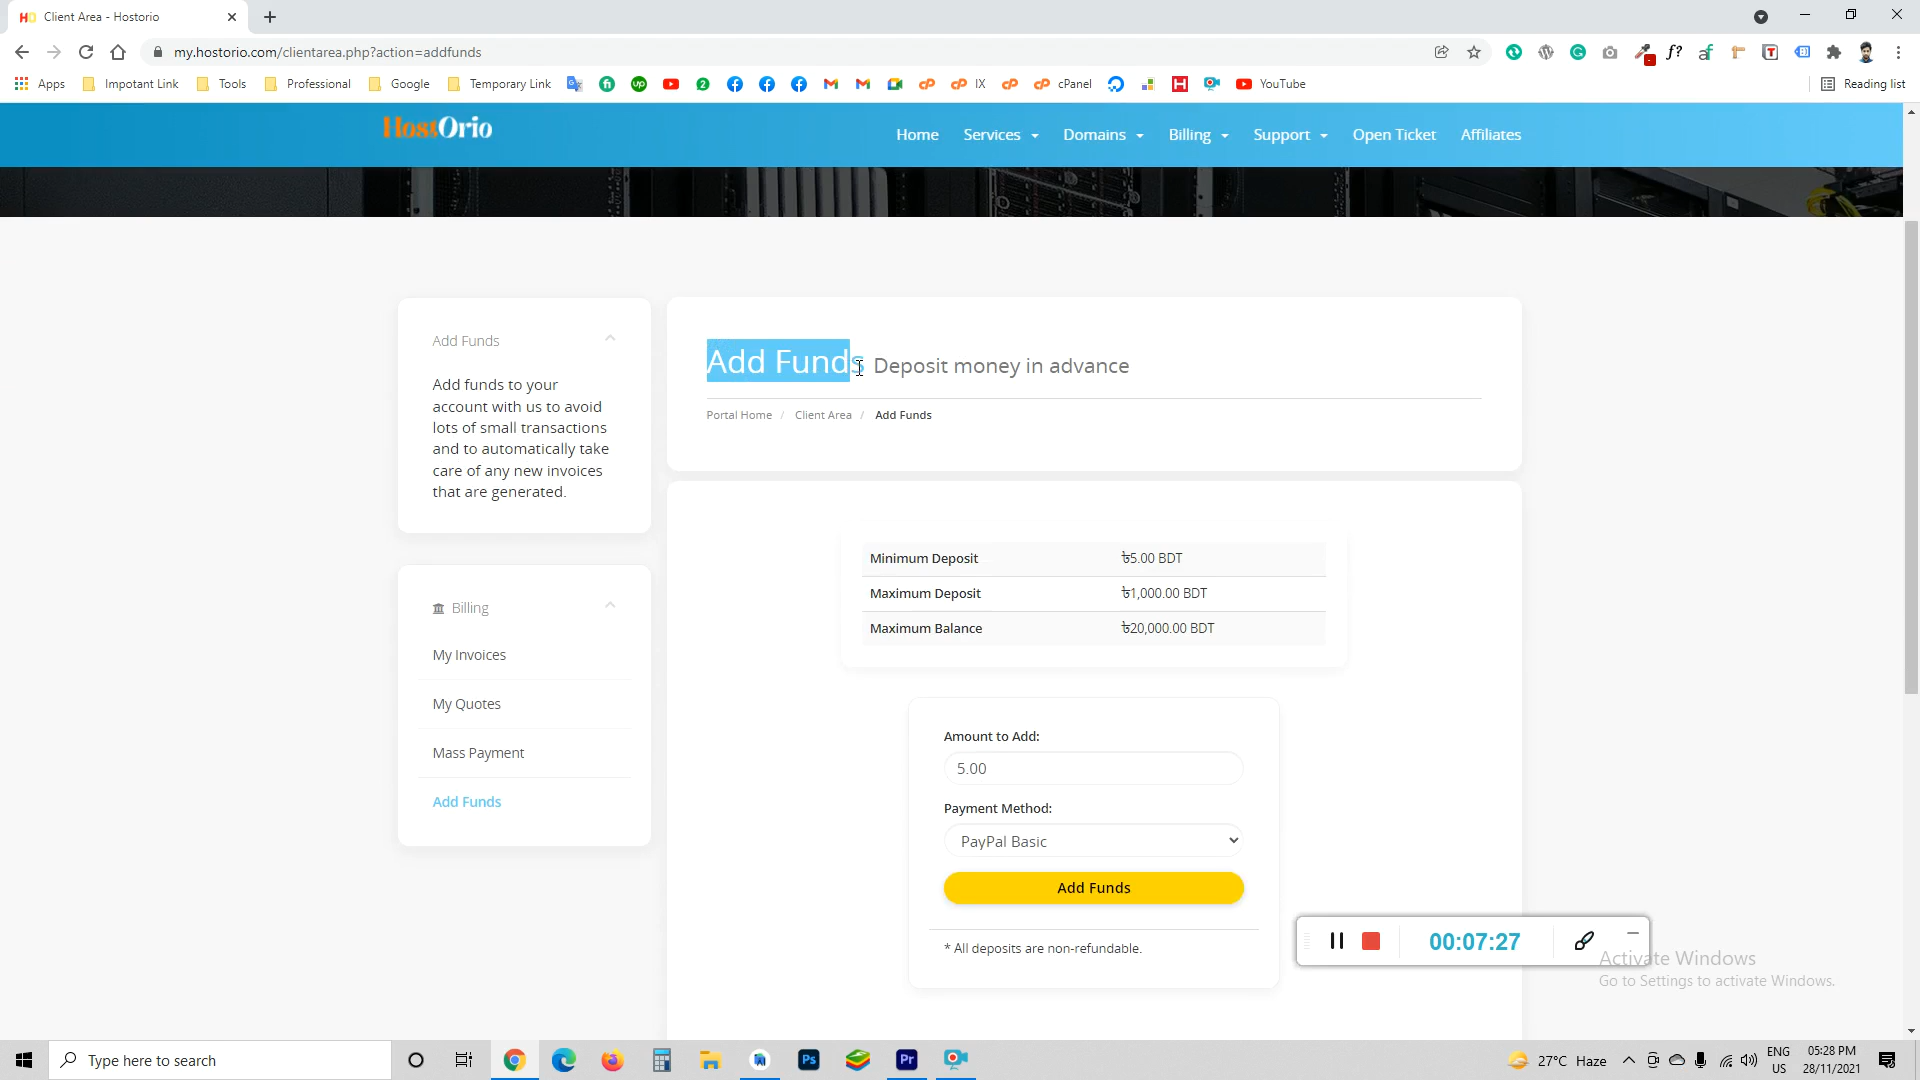 Client Area - Hostorio
my.hostorio.com/clientarea.php?action=addfunds
Apps Impotant Link Tools Professional Google Temporary Link IX cPanel YouTube Reading list
HostOrio
Home Services Domains Billing Support Open Ticket Affiliates
Add Funds
Add funds to your
account with us to avoid
lots of small transactions
and to automatically take
care of any new invoices
that are generated.
Billing
My Invoices
My Quotes
Mass Payment
Add Funds
Add Funds Deposit money in advance
Portal Home / Client Area / Add Funds
Minimum Deposit ৳5.00 BDT
Maximum Deposit ৳1,000.00 BDT
Maximum Balance ৳20,000.00 BDT
Amount to Add:
5.00
Payment Method:
PayPal Basic
Add Funds
* All deposits are non-refundable.
00:07:27
Activate Windows
Go to Settings to activate Windows.
Type here to search
27°C Haze
ENG
US
05:28 PM
28/11/2021